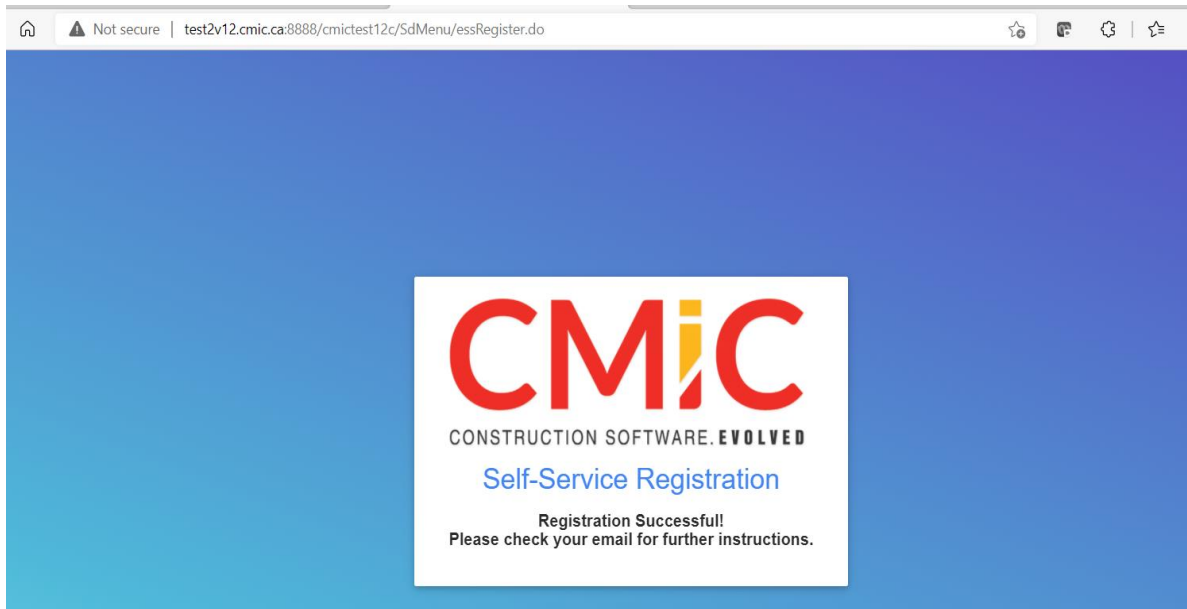 Not secure | test2v12.cmic.ca:8888/cmictest12c/SdMenu/essRegister.do
CMiC
CONSTRUCTION SOFTWARE. EVOLVED
Self-Service Registration
Registration Successful!
Please check your email for further instructions.